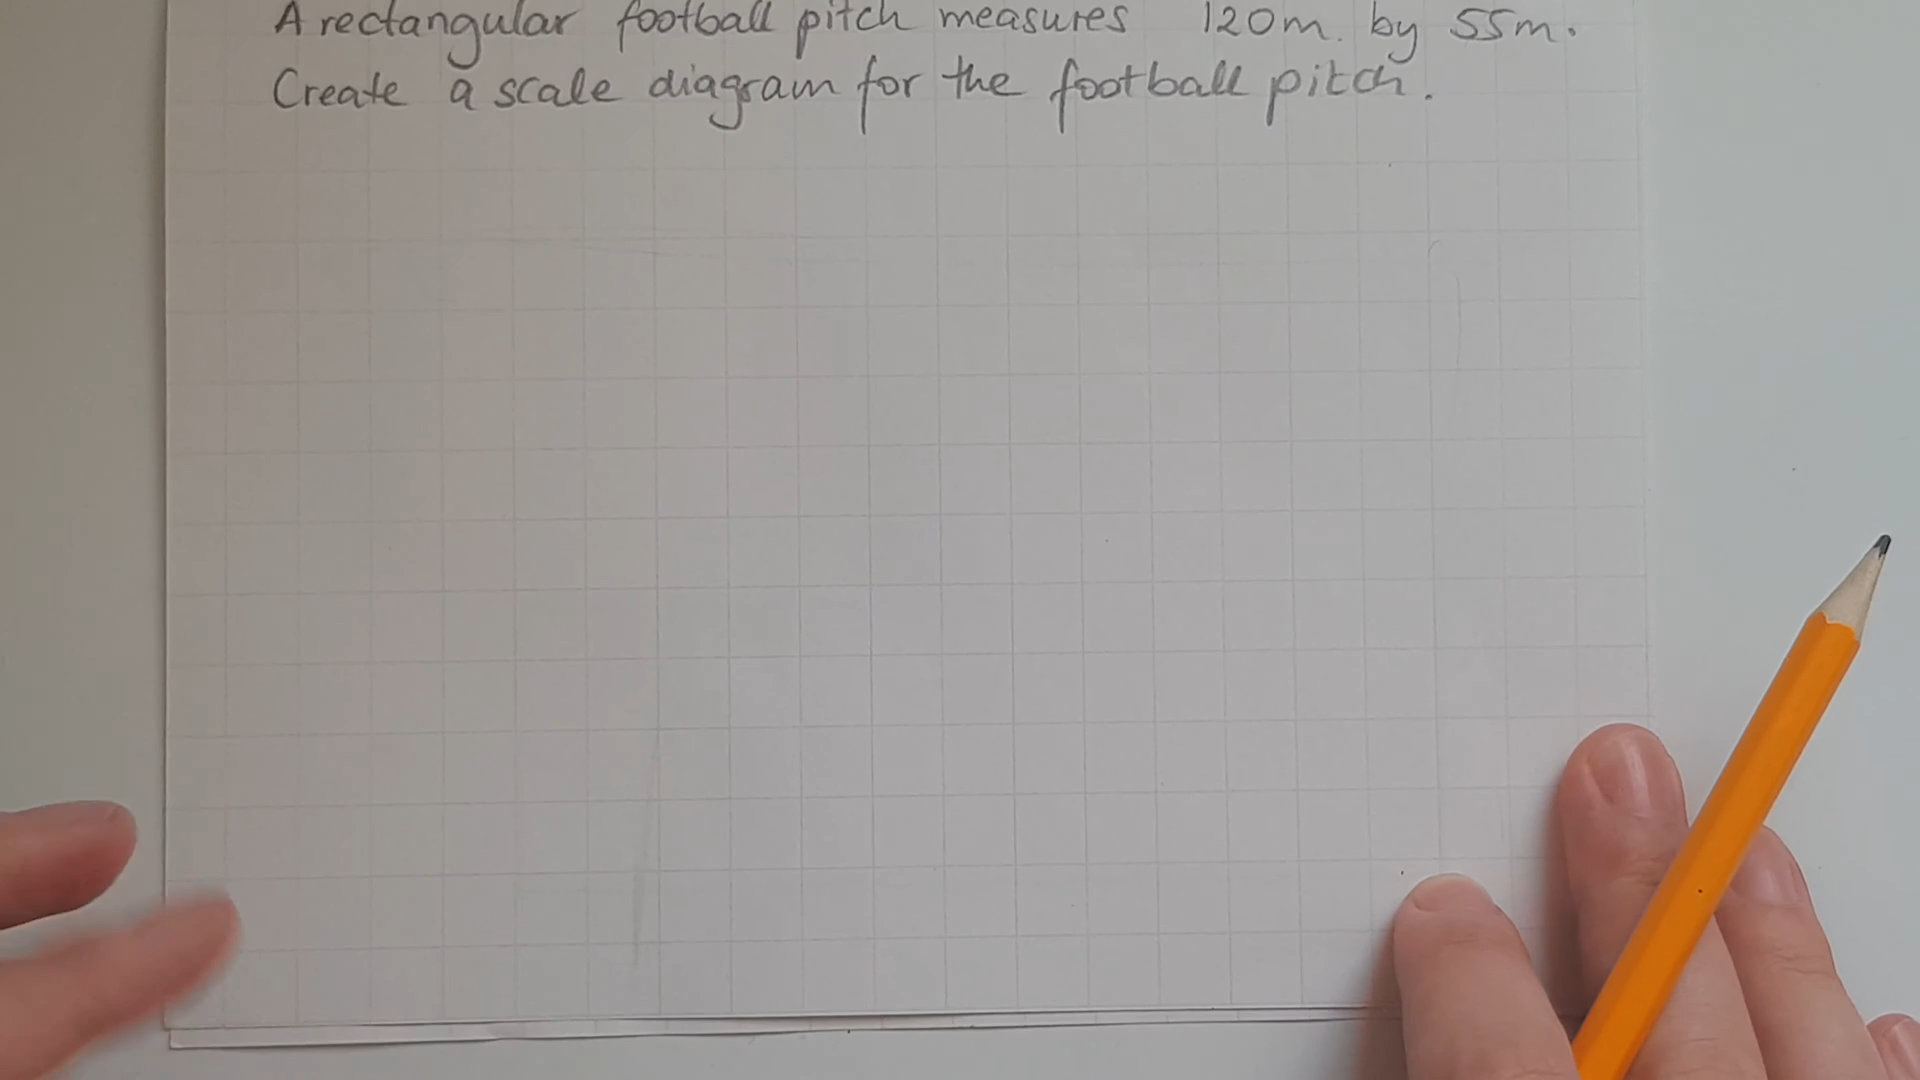 A rectangular football pitch measures 120m. by 55m.
Create a scale diagram for the football pitch.